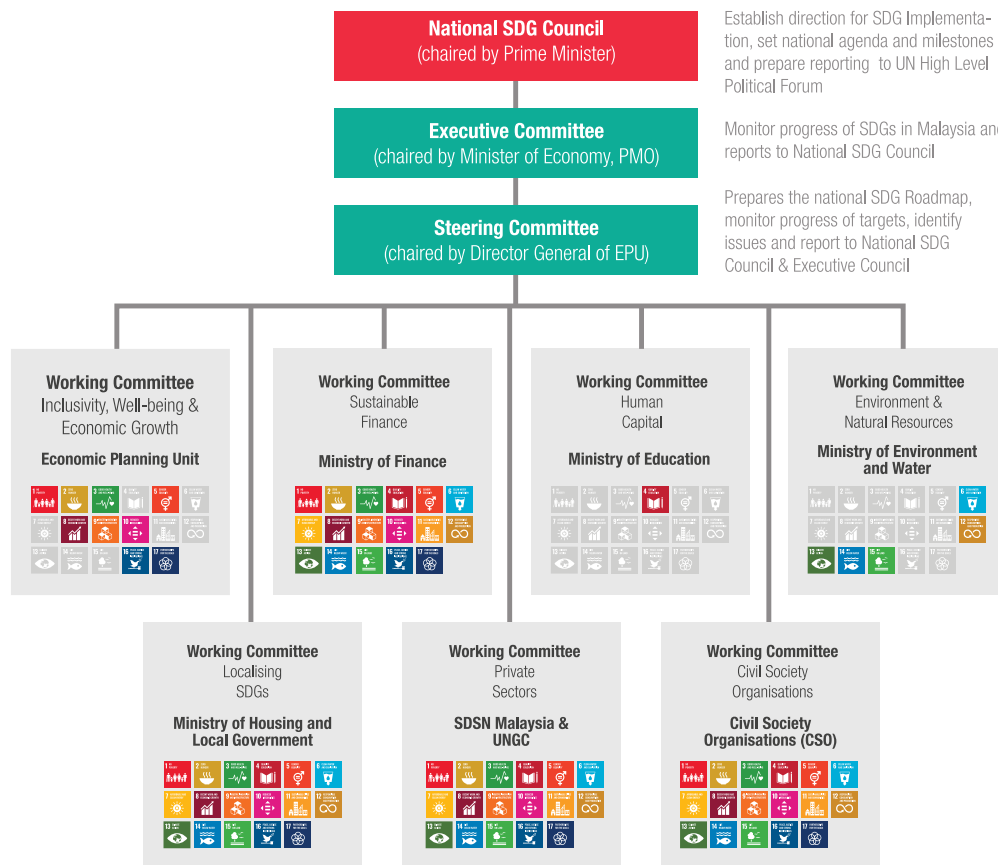 National SDG Council
(chaired by Prime Minister)
Establish direction for SDG Implementa-
tion, set national agenda and milestones
and prepare reporting to UN High Level
Political Forum
Executive Committee
(chaired by Minister of Economy, PMO)
Monitor progress of SDGs in Malaysia and
reports to National SDG Council
Steering Committee
(chaired by Director General of EPU)
Prepares the national SDG Roadmap,
monitor progress of targets, identify
issues and report to National SDG
Council & Executive Council
Working Committee
Inclusivity, Well-being &
Economic Growth
Economic Planning Unit
Working Committee
Sustainable
Finance
Ministry of Finance
Working Committee
Human
Capital
Ministry of Education
Working Committee
Environment &
Natural Resources
Ministry of Environment
and Water
Working Committee
Localising
SDGs
Ministry of Housing and
Local Government
Working Committee
Private
Sectors
SDSN Malaysia &
UNGC
Working Committee
Civil Society
Organisations
Civil Society
Organisations (CSO)